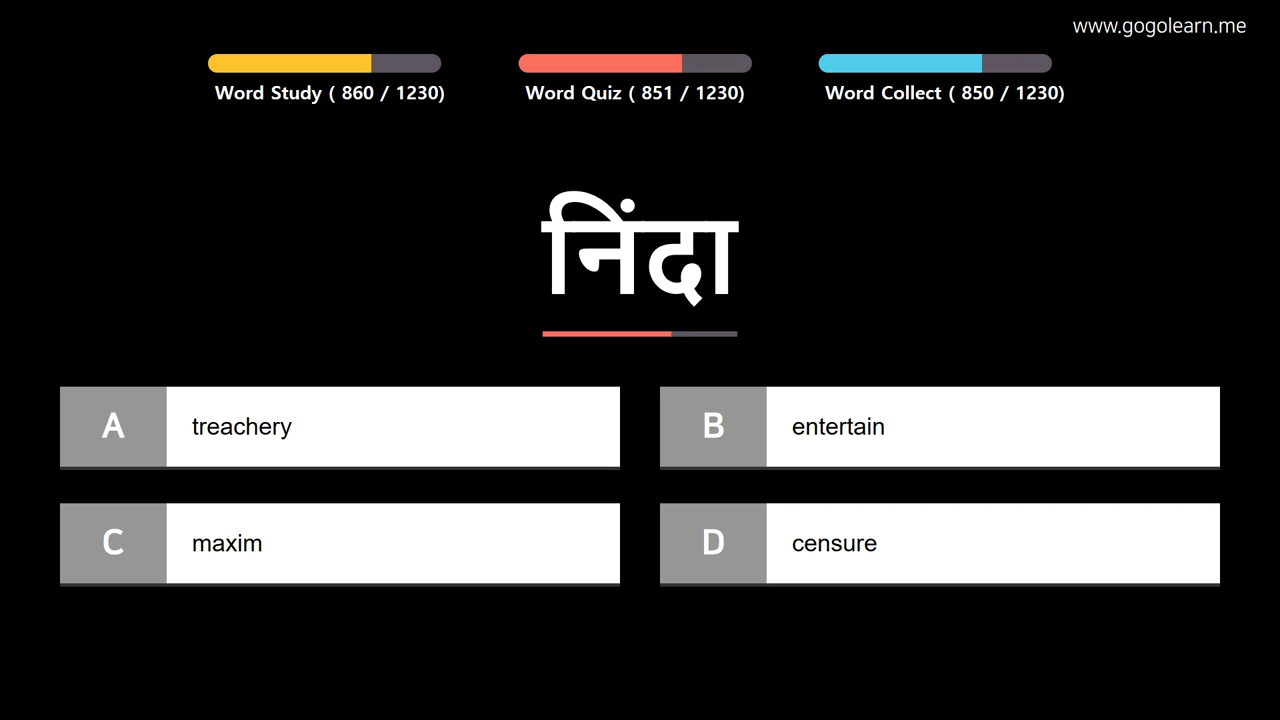 www.gogolearn.me
Word Study ( 860 / 1230)
Word Quiz ( 851 / 1230)
Word Collect ( 850 / 1230)
निंदा
A treachery
B entertain
C maxim
D censure